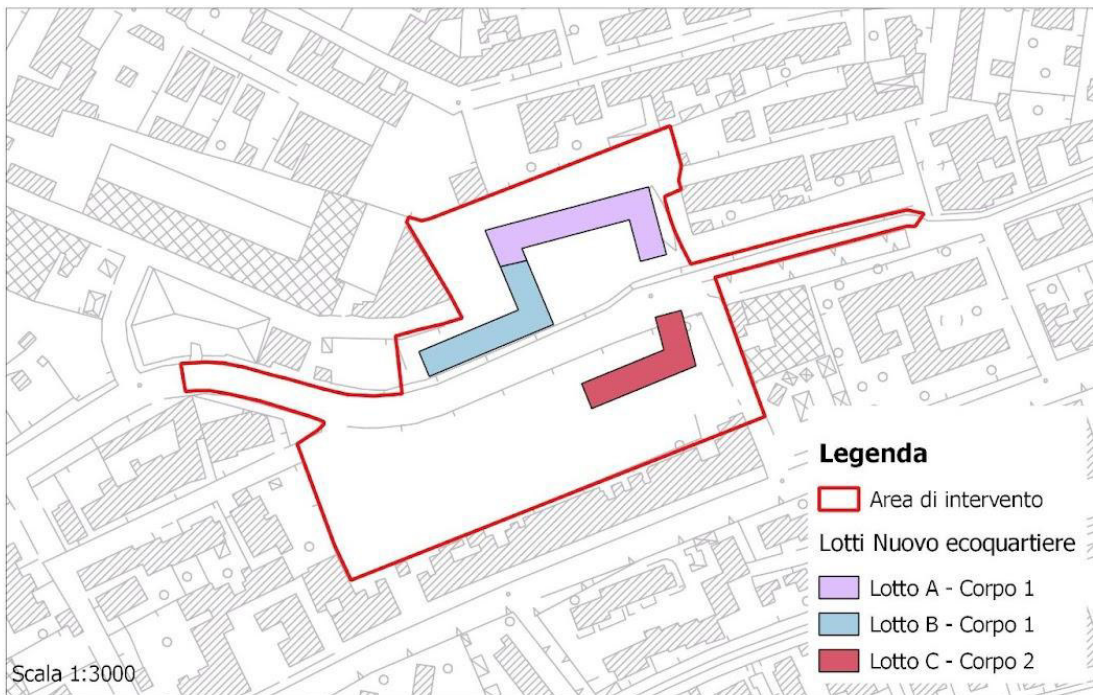 Legenda
Area di intervento
Lotti Nuovo ecoquartiere
Lotto A - Corpo 1
Lotto B - Corpo 1
Lotto C - Corpo 2
Scala 1:3000